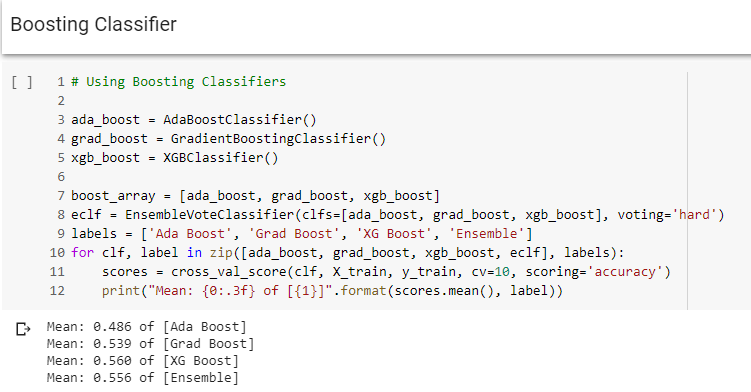 Boosting Classifier
[ ] 1 # Using Boosting Classifiers
2
3 ada_boost = AdaBoostClassifier()
4 grad_boost = GradientBoostingClassifier()
5 xgb_boost = XGBClassifier()
6
7 boost_array = [ada_boost, grad_boost, xgb_boost]
8 eclf = EnsembleVoteClassifier(clfs=[ada_boost, grad_boost, xgb_boost], voting='hard')
9 labels = ['Ada Boost', 'Grad Boost', 'XG Boost', 'Ensemble']
10 for clf, label in zip([ada_boost, grad_boost, xgb_boost, eclf], labels):
11     scores = cross_val_score(clf, X_train, y_train, cv=10, scoring='accuracy')
12     print("Mean: {0:.3f} of [{1}]".format(scores.mean(), label))
Mean: 0.486 of [Ada Boost]
Mean: 0.539 of [Grad Boost]
Mean: 0.560 of [XG Boost]
Mean: 0.556 of [Ensemble]